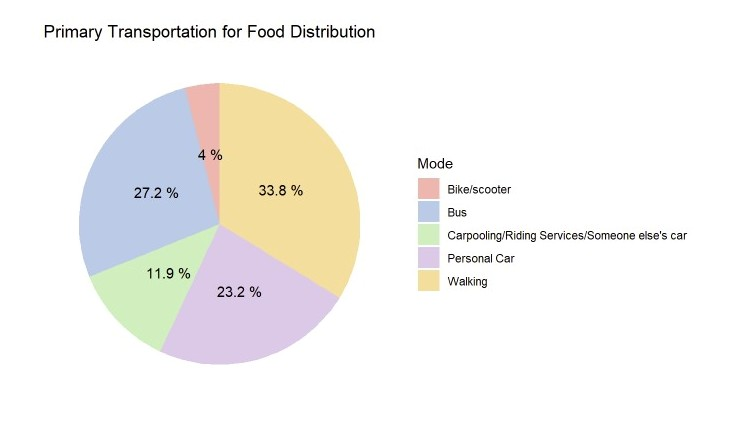 Primary Transportation for Food Distribution
4 %
33.8 %
27.2 %
11.9 %
23.2 %
Mode
Bike/scooter
Bus
Carpooling/Riding Services/Someone else's car
Personal Car
Walking